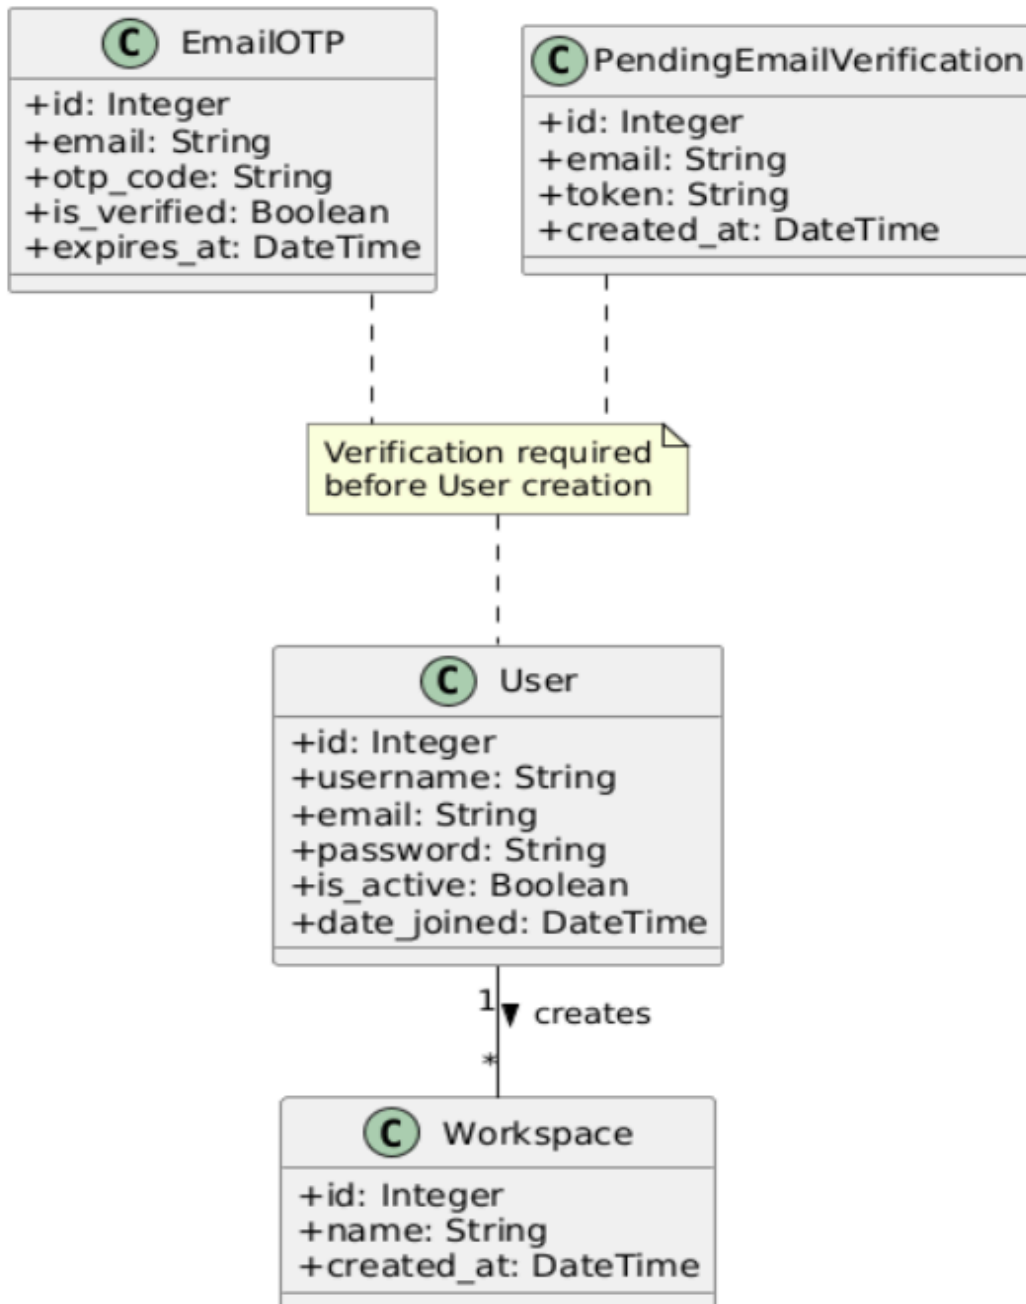 C EmailOTP
+id: Integer
+email: String
+otp_code: String
+is_verified: Boolean
+expires_at: DateTime
C PendingEmailVerification
+id: Integer
+email: String
+token: String
+created_at: DateTime
Verification required
before User creation
C User
+id: Integer
+username: String
+email: String
+password: String
+is_active: Boolean
+date_joined: DateTime
1
creates
*
C Workspace
+id: Integer
+name: String
+created_at: DateTime